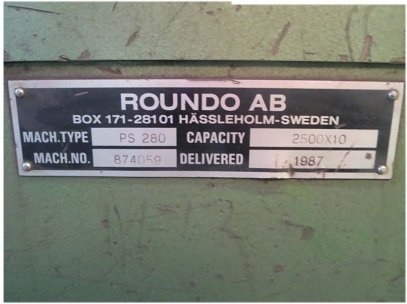 ROUNDO AB
BOX 171-28101 HÄSSLEHOLM-SWEDEN
MACH.TYPE PS 280 CAPACITY 2500X10
MACH.NO. 874059 DELIVERED 1987